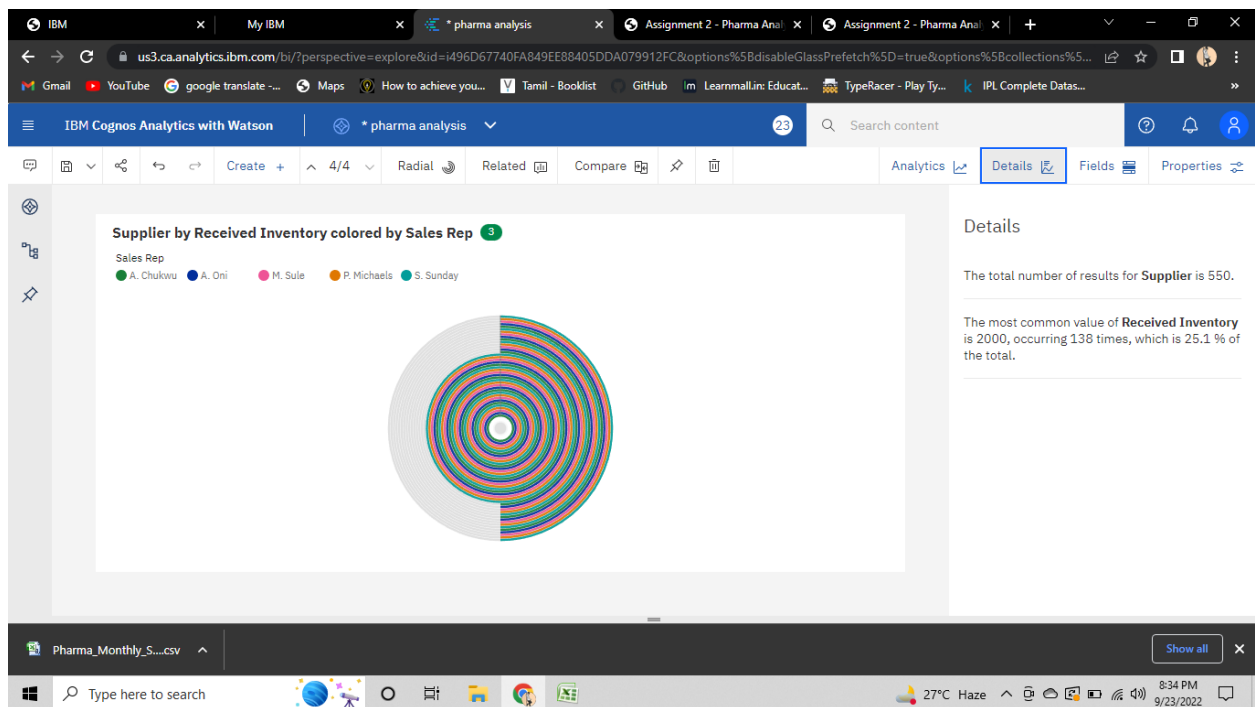 IBM
My IBM
* pharma analysis
Assignment 2 - Pharma Anal
Assignment 2 - Pharma Anal
us3.ca.analytics.ibm.com/bi/?perspective=explore&id=i496D67740FA849EE88405DDA079912FC&options%5BdisableGlassPrefetch%5D=true&options%5Bcollections%5...
Gmail YouTube google translate -... Maps How to achieve you... Tamil - Booklist GitHub Learnmall.in: Educat... TypeRacer - Play Ty... IPL Complete Datas... »
IBM Cognos Analytics with Watson * pharma analysis 23 Search content
Create + 4/4 Radial Related Compare Analytics Details Fields Properties
Supplier by Received Inventory colored by Sales Rep 3
Sales Rep
A. Chukwu A. Oni M. Sule P. Michaels S. Sunday
Details
The total number of results for Supplier is 550.
The most common value of Received Inventory
is 2000, occurring 138 times, which is 25.1 % of
the total.
Pharma_Monthly_S....csv Show all
Type here to search 27°C Haze 8:34 PM
9/23/2022